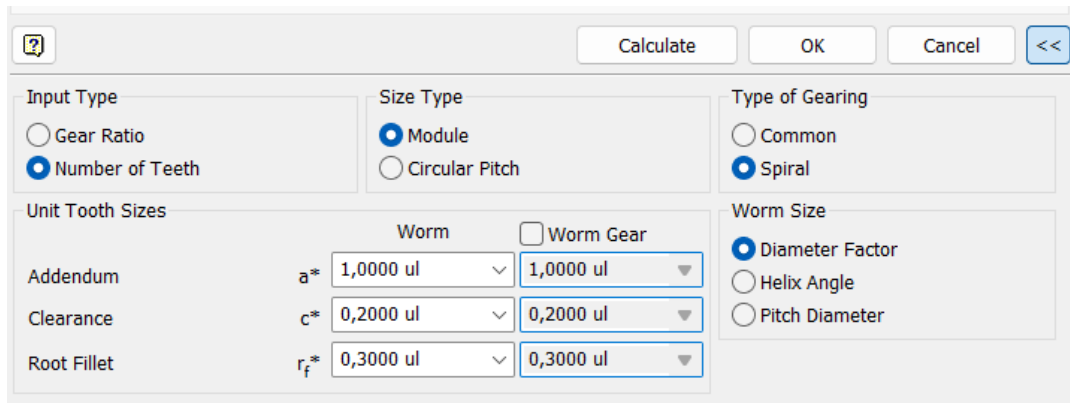 Calculate OK Cancel <<
Input Type Size Type Type of Gearing
Gear Ratio Module Common
Number of Teeth Circular Pitch Spiral
Unit Tooth Sizes Worm Size
Worm Worm Gear Diameter Factor
Addendum a* 1,0000 ul 1,0000 ul Helix Angle
Clearance c* 0,2000 ul 0,2000 ul Pitch Diameter
Root Fillet rf* 0,3000 ul 0,3000 ul